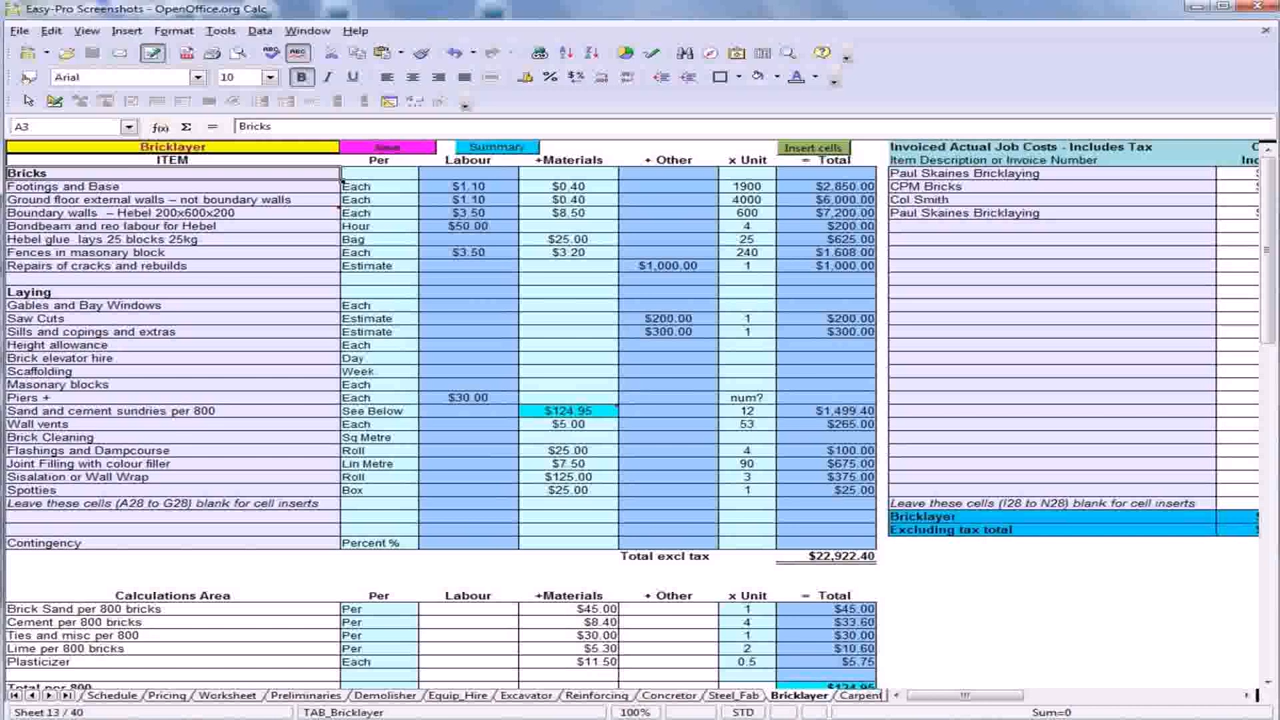 Easy-Pro Screenshots - OpenOffice.org Calc
File Edit View Insert Format Tools Data Window Help
Arial 10 B I U
A3 Σ = Bricks
Bricklayer Summary Insert cells Invoiced Actual Job Costs - Includes Tax
ITEM Per Labour +Materials + Other x Unit = Total Item Description or Invoice Number
Bricks Paul Skaines Bricklaying
Footings and Base Each $1.10 $0.40 1900 $2,850.00 CPM Bricks
Ground floor external walls – not boundary walls Each $1.10 $0.40 4000 $6,000.00 Col Smith
Boundary walls – Hebel 200x600x200 Each $3.50 $8.50 600 $7,200.00 Paul Skaines Bricklaying
Bondbeam and reo labour for Hebel Hour $50.00 4 $200.00
Hebel glue lays 25 blocks 25kg Bag $25.00 25 $625.00
Fences in masonary block Each $3.50 $3.20 240 $1,608.00
Repairs of cracks and rebuilds Estimate $1,000.00 1 $1,000.00
Laying
Gables and Bay Windows Each
Saw Cuts Estimate $200.00 1 $200.00
Sills and copings and extras Estimate $300.00 1 $300.00
Height allowance Each
Brick elevator hire Day
Scaffolding Week
Masonary blocks Each
Piers + Each $30.00 num?
Sand and cement sundries per 800 See Below $124.95 12 $1,499.40
Wall vents Each $5.00 53 $265.00
Brick Cleaning Sq Metre
Flashings and Dampcourse Roll $25.00 4 $100.00
Joint Filling with colour filler Lin Metre $7.50 90 $675.00
Sisalation or Wall Wrap Roll $125.00 3 $375.00
Spotties Box $25.00 1 $25.00
Leave these cells (A28 to G28) blank for cell inserts Leave these cells (I28 to N28) blank for cell inserts
Bricklayer
Excluding tax total
Contingency Percent %
Total excl tax $22,922.40
Calculations Area Per Labour +Materials + Other x Unit = Total
Brick Sand per 800 bricks Per $45.00 1 $45.00
Cement per 800 bricks Per $8.40 4 $33.60
Ties and misc per 800 Per $30.00 1 $30.00
Lime per 800 bricks Per $5.30 2 $10.60
Plasticizer Each $11.50 0.5 $5.75
Total per 800 $124.95
Schedule Pricing Worksheet Preliminaries Demolisher Equip_Hire Excavator Reinforcing Concretor Steel_Fab Bricklayer Carpent
Sheet 13 / 40 TAB_Bricklayer 100% STD Sum=0